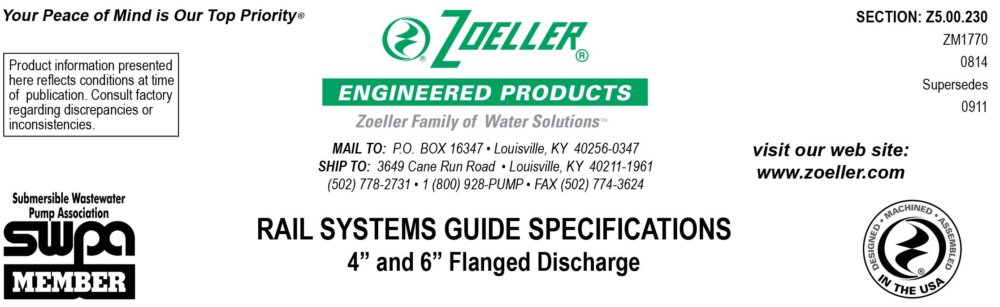 Your Peace of Mind is Our Top Priority®
Product information presented
here reflects conditions at time
of  publication. Consult factory
regarding discrepancies or
inconsistencies.
Submersible Wastewater
Pump Association
swpa
MEMBER
®
ZOELLER®
ENGINEERED PRODUCTS
Zoeller Family of  Water Solutions™
MAIL TO:  P.O.  BOX 16347 • Louisville, KY  40256-0347
SHIP TO:  3649 Cane Run Road  • Louisville, KY  40211-1961
(502) 778-2731 • 1 (800) 928-PUMP • FAX (502) 774-3624
RAIL SYSTEMS GUIDE SPECIFICATIONS
4” and 6” Flanged Discharge
SECTION: Z5.00.230
ZM1770
0814
Supersedes
0911
visit our web site:
www.zoeller.com
DESIGNED • MACHINED • ASSEMBLED
®
IN THE USA